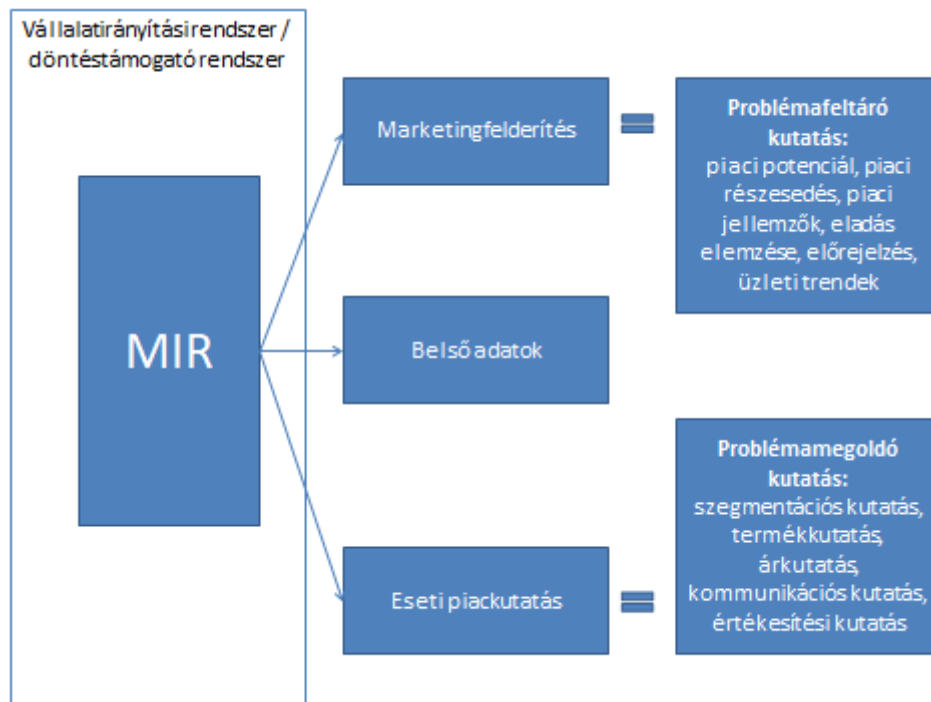 Vállalatirányítási rendszer /
döntéstámogató rendszer
MIR
Marketingfelderítés
Problémafeltáró
kutatás:
piaci potenciál, piaci
részesedés, piaci
jellemzők, eladás
elemzése, előrejelzés,
üzleti trendek
Belső adatok
Eseti piackutatás
Problémamegoldó
kutatás:
szegmentációs kutatás,
termékkutatás,
árkutatás,
kommunikációs kutatás,
értékesítési kutatás